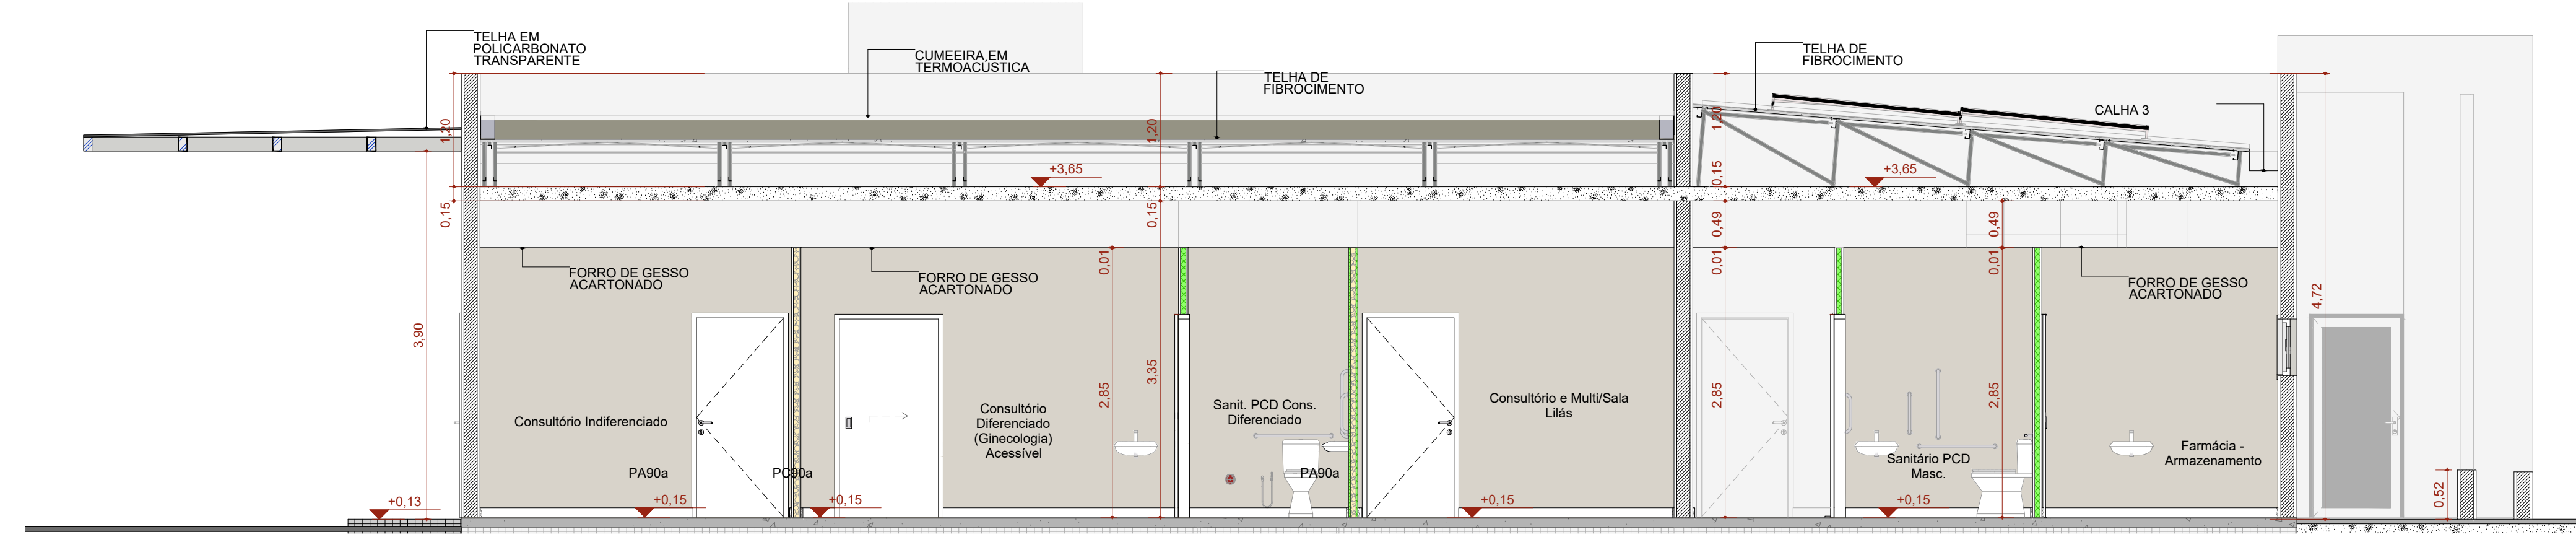 TELHA EM
POLICARBONATO
TRANSPARENTE
CUMEEIRA EM
TERMOACÚSTICA
TELHA DE
FIBROCIMENTO
TELHA DE
FIBROCIMENTO
CALHA 3
1,20
1,20
1,20
+3,65
0,15
+3,65
0,15
0,15
0,49
0,49
FORRO DE GESSO
ACARTONADO
FORRO DE GESSO
ACARTONADO
0,01
0,01
0,01
FORRO DE GESSO
ACARTONADO
4,72
3,90
2,85
3,35
2,85
2,85
Consultório Indiferenciado
Consultório
Diferenciado
(Ginecologia)
Acessível
Sanit. PCD Cons.
Diferenciado
Consultório e Multi/Sala
Lilás
Sanitário PCD
Masc.
Farmácia -
Armazenamento
PA90a
PC90a
PA90a
+0,13
+0,15
+0,15
+0,15
+0,15
0,52